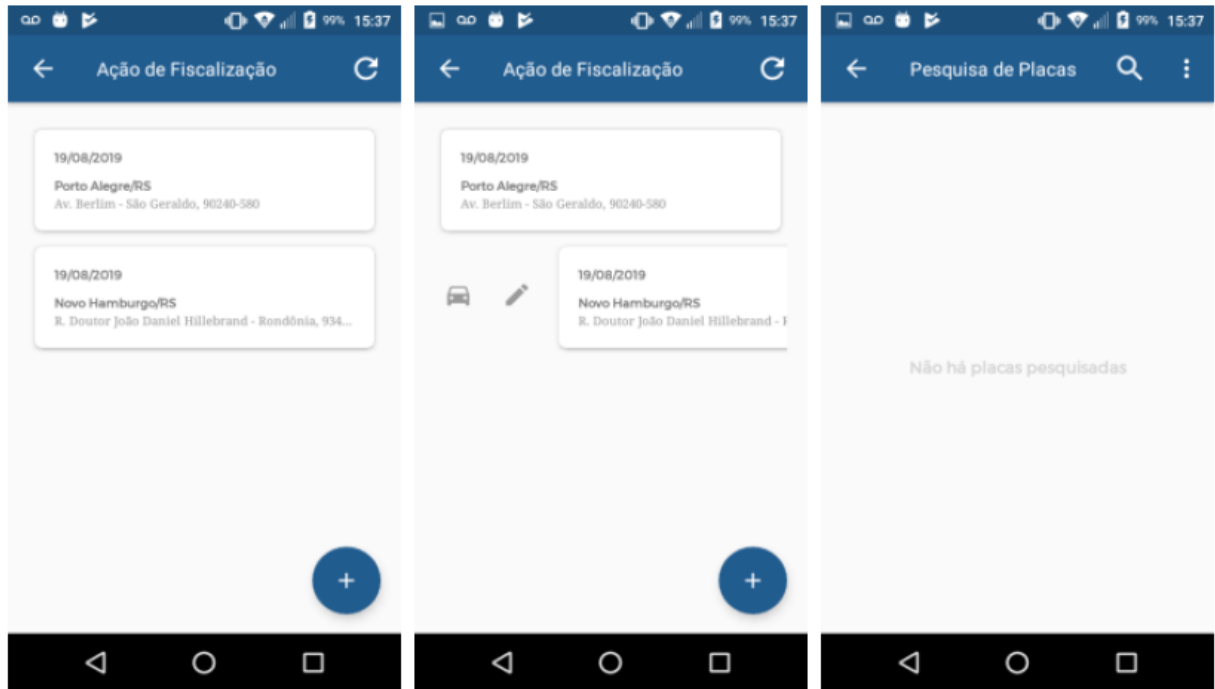 99% 15:37
Ação de Fiscalização
19/08/2019
Porto Alegre/RS
Av. Berlim - São Geraldo, 90240-580
19/08/2019
Novo Hamburgo/RS
R. Doutor João Daniel Hillebrand - Rondônia, 934...
99% 15:37
Ação de Fiscalização
19/08/2019
Porto Alegre/RS
Av. Berlim - São Geraldo, 90240-580
19/08/2019
Novo Hamburgo/RS
R. Doutor João Daniel Hillebrand -
99% 15:37
Pesquisa de Placas
Não há placas pesquisadas